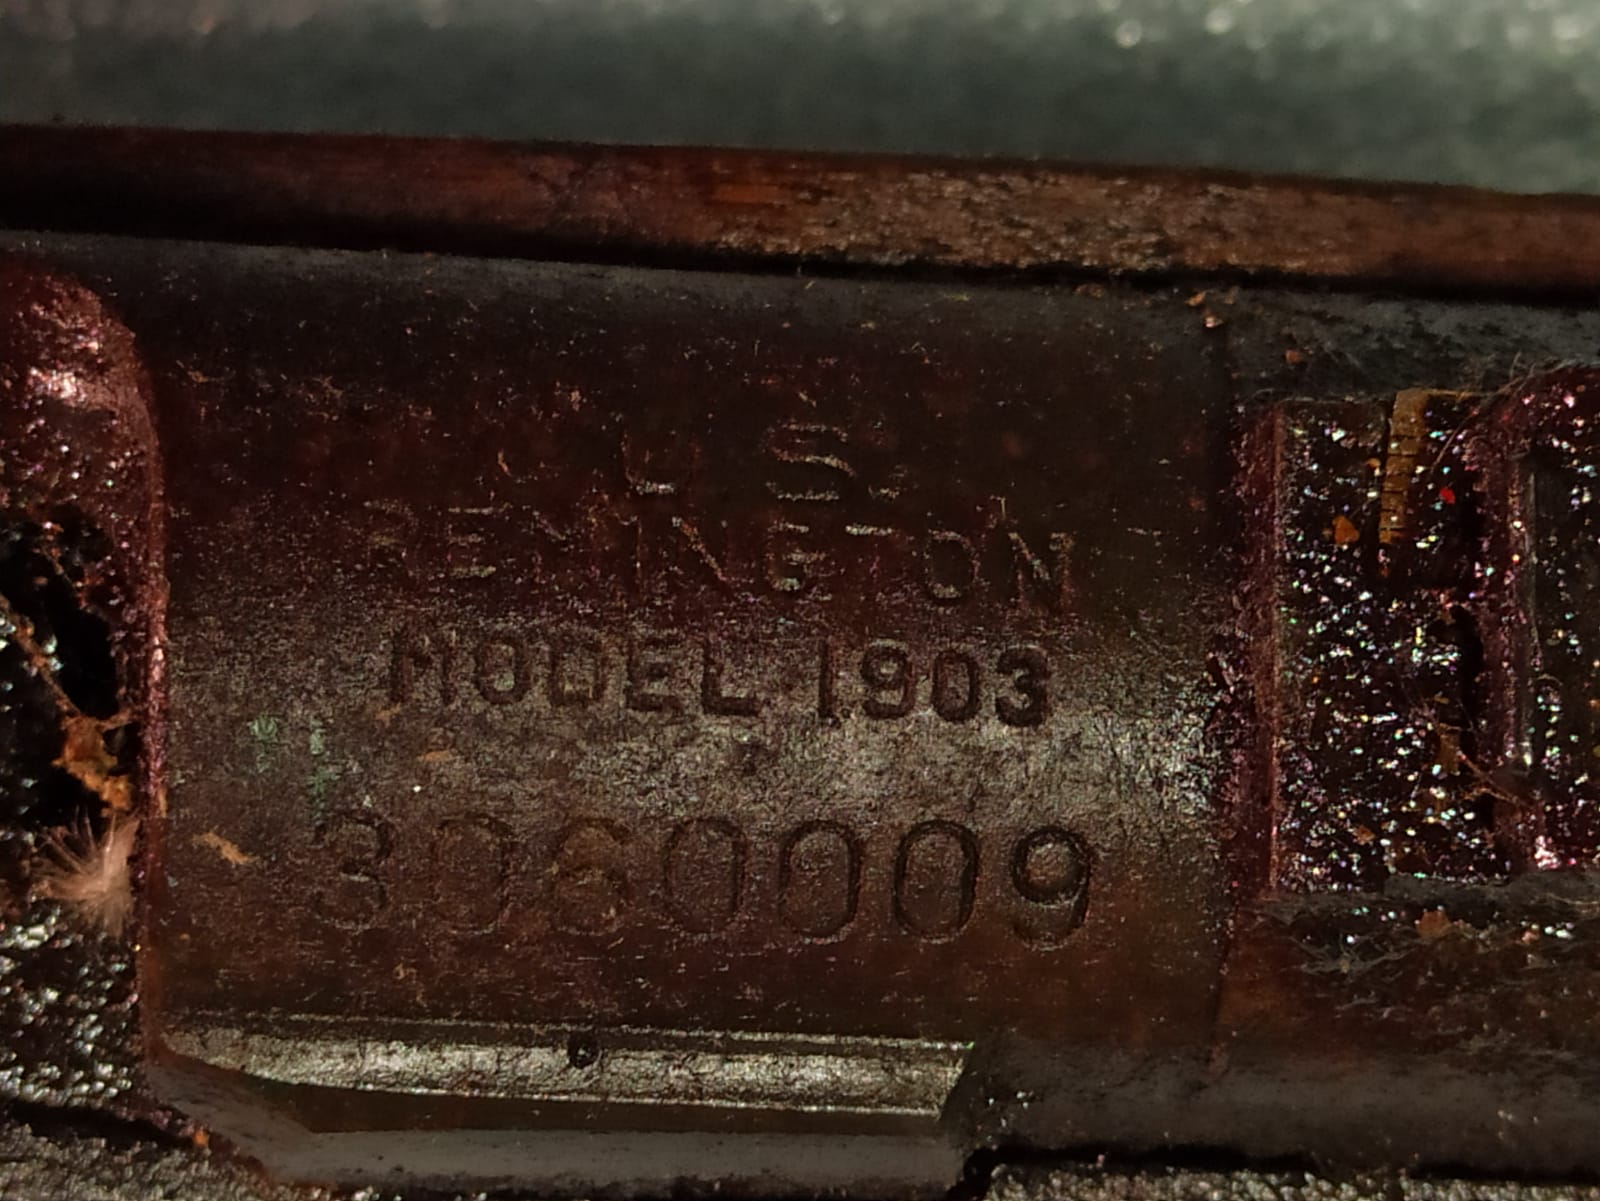 U.S.
REMINGTON
MODEL 1903
3060009